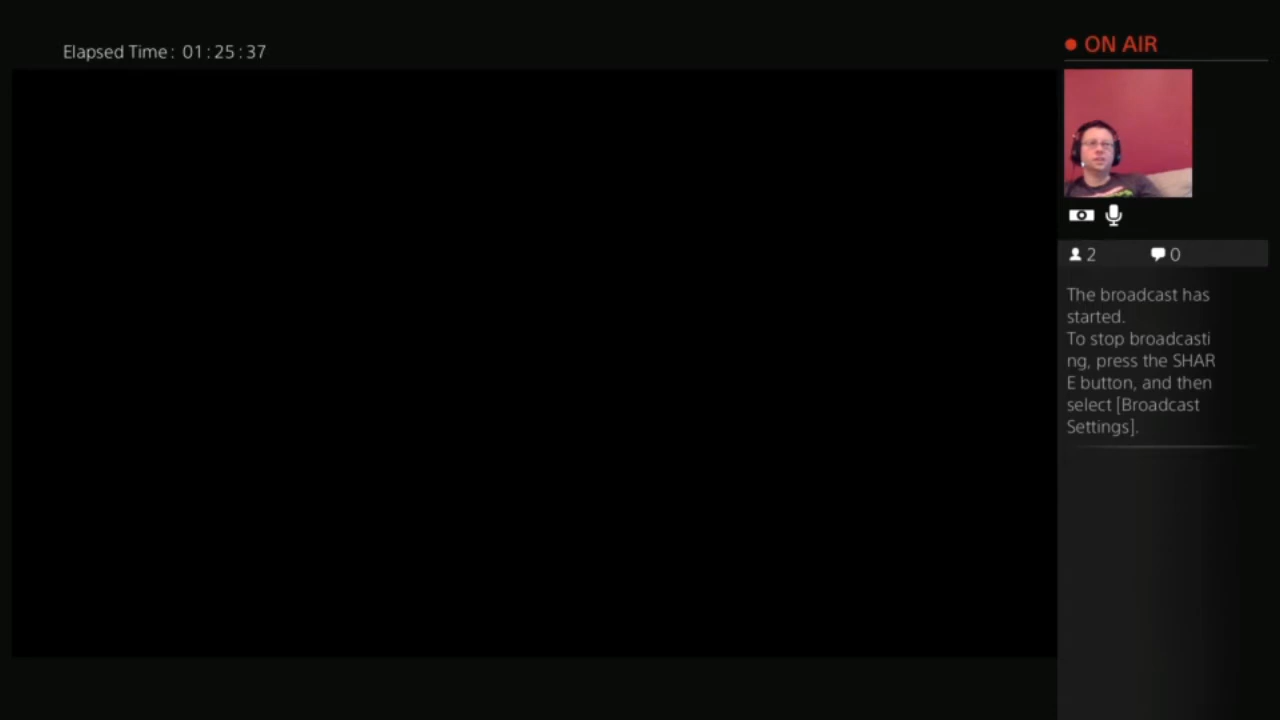 Elapsed Time: 01:25:37
ON AIR
2 0
The broadcast has
started.
To stop broadcasti
ng, press the SHAR
E button, and then
select [Broadcast
Settings].